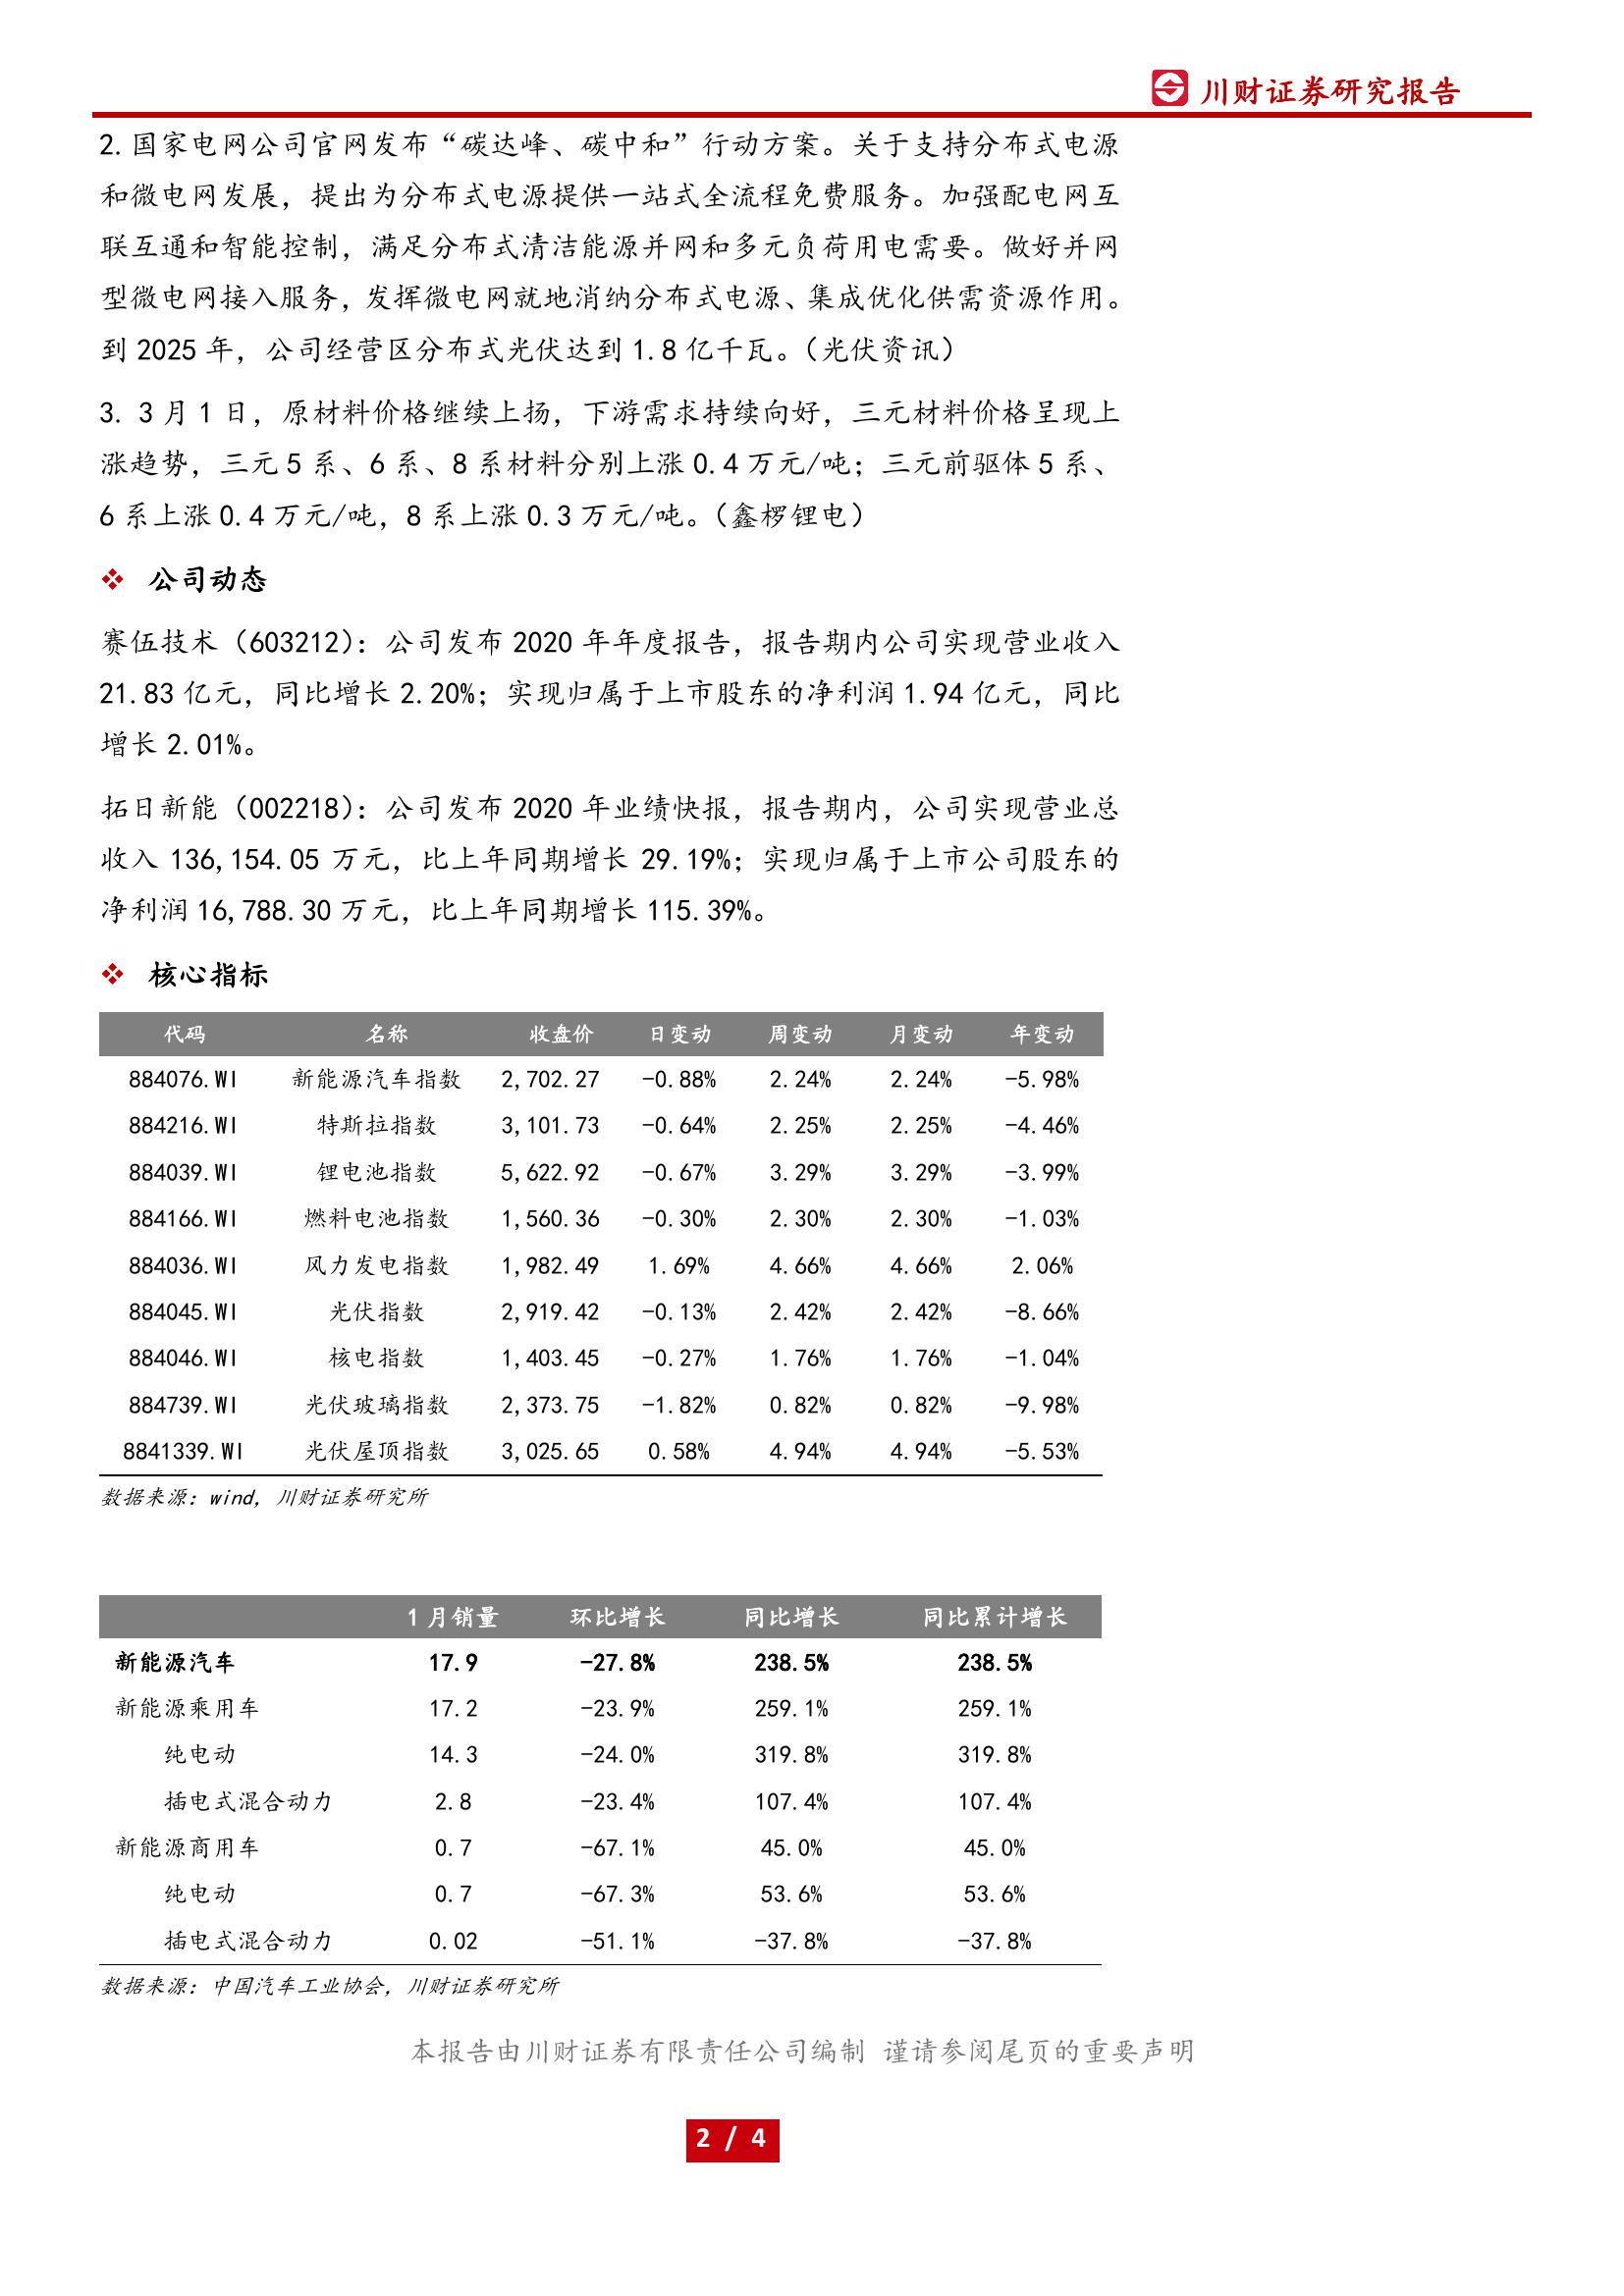 川财证券研究报告
2.国家电网公司官网发布“碳达峰、碳中和”行动方案。关于支持分布式电源
和微电网发展，提出为分布式电源提供一站式全流程免费服务。加强配电网互
联互通和智能控制，满足分布式清洁能源并网和多元负荷用电需要。做好并网
型微电网接入服务，发挥微电网就地消纳分布式电源、集成优化供需资源作用。
到 2025 年，公司经营区分布式光伏达到 1.8 亿千瓦。（光伏资讯）
3. 3 月 1 日，原材料价格继续上扬，下游需求持续向好，三元材料价格呈现上
涨趋势，三元 5 系、6 系、8 系材料分别上涨 0.4 万元/吨；三元前驱体 5 系、
6 系上涨 0.4 万元/吨，8 系上涨 0.3 万元/吨。（鑫椤锂电）
❖ 公司动态
赛伍技术（603212）：公司发布 2020 年年度报告，报告期内公司实现营业收入
21.83 亿元，同比增长 2.20%；实现归属于上市股东的净利润 1.94 亿元，同比
增长 2.01%。
拓日新能（002218）：公司发布 2020 年业绩快报，报告期内，公司实现营业总
收入 136,154.05 万元，比上年同期增长 29.19%；实现归属于上市公司股东的
净利润 16,788.30 万元，比上年同期增长 115.39%。
❖ 核心指标
代码 名称 收盘价 日变动 周变动 月变动 年变动
884076.WI 新能源汽车指数 2,702.27 -0.88% 2.24% 2.24% -5.98%
884216.WI 特斯拉指数 3,101.73 -0.64% 2.25% 2.25% -4.46%
884039.WI 锂电池指数 5,622.92 -0.67% 3.29% 3.29% -3.99%
884166.WI 燃料电池指数 1,560.36 -0.30% 2.30% 2.30% -1.03%
884036.WI 风力发电指数 1,982.49 1.69% 4.66% 4.66% 2.06%
884045.WI 光伏指数 2,919.42 -0.13% 2.42% 2.42% -8.66%
884046.WI 核电指数 1,403.45 -0.27% 1.76% 1.76% -1.04%
884739.WI 光伏玻璃指数 2,373.75 -1.82% 0.82% 0.82% -9.98%
8841339.WI 光伏屋顶指数 3,025.65 0.58% 4.94% 4.94% -5.53%
数据来源：wind，川财证券研究所
1 月销量 环比增长 同比增长 同比累计增长
新能源汽车 17.9 -27.8% 238.5% 238.5%
新能源乘用车 17.2 -23.9% 259.1% 259.1%
纯电动 14.3 -24.0% 319.8% 319.8%
插电式混合动力 2.8 -23.4% 107.4% 107.4%
新能源商用车 0.7 -67.1% 45.0% 45.0%
纯电动 0.7 -67.3% 53.6% 53.6%
插电式混合动力 0.02 -51.1% -37.8% -37.8%
数据来源：中国汽车工业协会，川财证券研究所
本报告由川财证券有限责任公司编制 谨请参阅尾页的重要声明
2 / 4